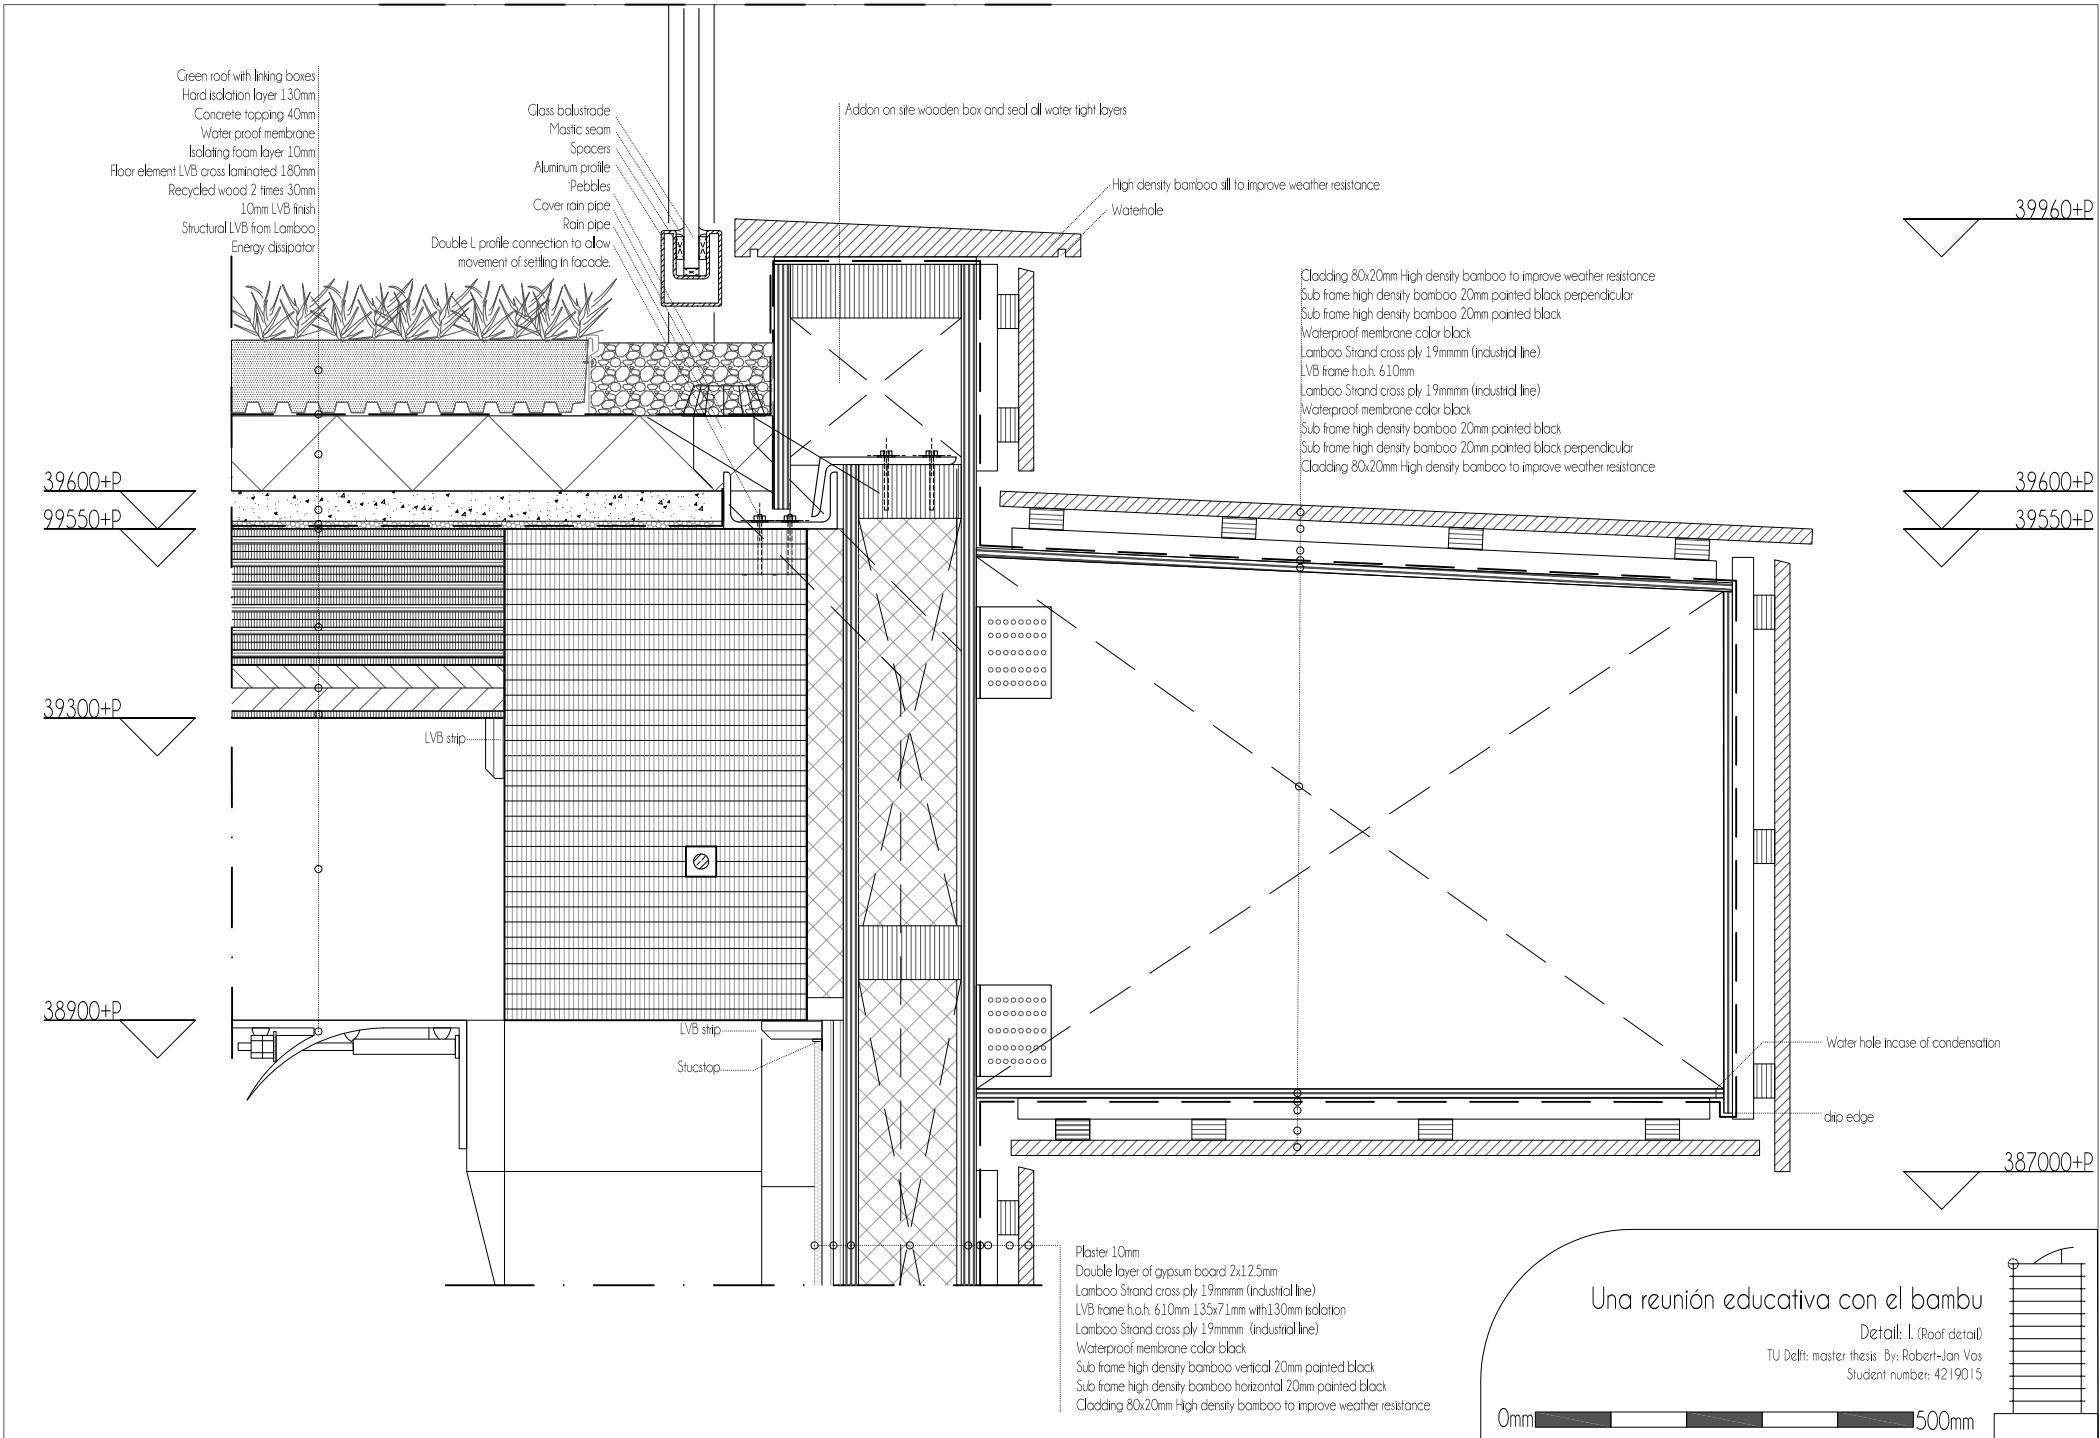 Green roof with linking boxes
Hard isolation layer 130mm
Concrete topping 40mm
Water proof membrane
Isolating foam layer 10mm
Floor element LVB cross laminated 180mm
Recycled wood 2 times 30mm
10mm LVB finish
Structural LVB from Lamboo
Energy dissipator
Glass balustrade
Mastic seam
Spacers
Aluminum profile
Pebbles
Cover rain pipe
Rain pipe
Double L profile connection to allow
movement of settling in facade.
Addon on site wooden box and seal all water tight layers
High density bamboo sill to improve weather resistance
Waterhole
39960+P
Cladding 80x20mm High density bamboo to improve weather resistance
Sub frame high density bamboo 20mm painted black perpendicular
Sub frame high density bamboo 20mm painted black
Waterproof membrane color black
Lamboo Strand cross ply 19mmmm (industrial line)
LVB frame h.o.h. 610mm
Lamboo Strand cross ply 19mmmm (industrial line)
Waterproof membrane color black
Sub frame high density bamboo 20mm painted black
Sub frame high density bamboo 20mm painted black perpendicular
Cladding 80x20mm High density bamboo to improve weather resistance
39600+P
99550+P
39600+P
39550+P
39300+P
LVB strip
38900+P
LVB strip
Stucstop
Water hole incase of condensation
drip edge
387000+P
Plaster 10mm
Double layer of gypsum board 2x12.5mm
Lamboo Strand cross ply 19mmmm (industrial line)
LVB frame h.o.h. 610mm 135x71mm with130mm isolation
Lamboo Strand cross ply 19mmmm (industrial line)
Waterproof membrane color black
Sub frame high density bamboo vertical 20mm painted black
Sub frame high density bamboo horizontal 20mm painted black
Cladding 80x20mm High density bamboo to improve weather resistance
Una reunión educativa con el bambu
Detail: I. (Roof detail)
TU Delft: master thesis By: Robert-Jan Vos
Student number: 4219015
0mm
500mm